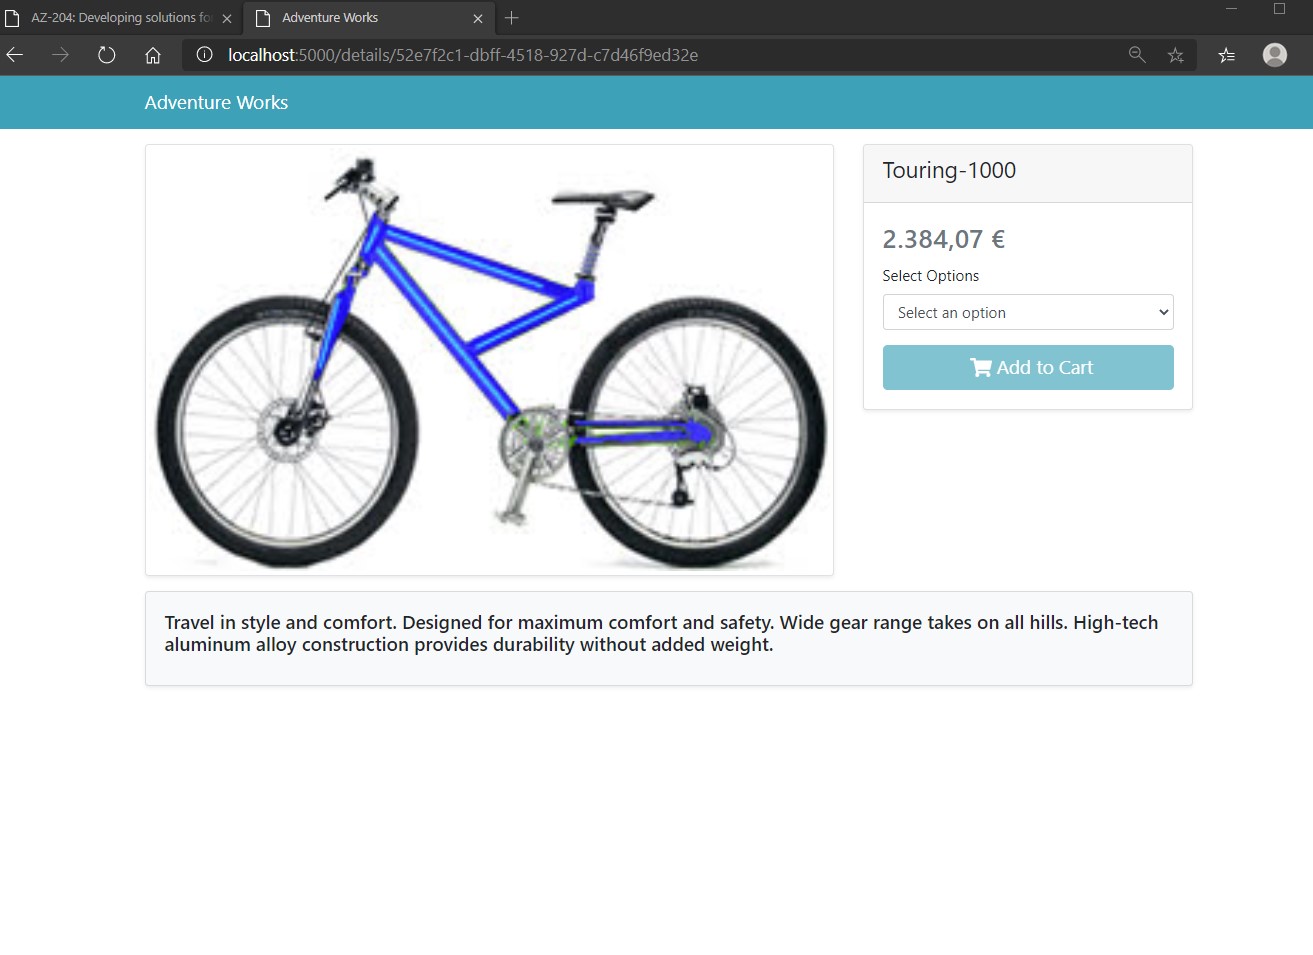 AZ-204: Developing solutions fo
Adventure Works
localhost:5000/details/52e7f2c1-dbff-4518-927d-c7d46f9ed32e
Adventure Works
Touring-1000
2.384,07 €
Select Options
Select an option
Add to Cart
Travel in style and comfort. Designed for maximum comfort and safety. Wide gear range takes on all hills. High-tech
aluminum alloy construction provides durability without added weight.